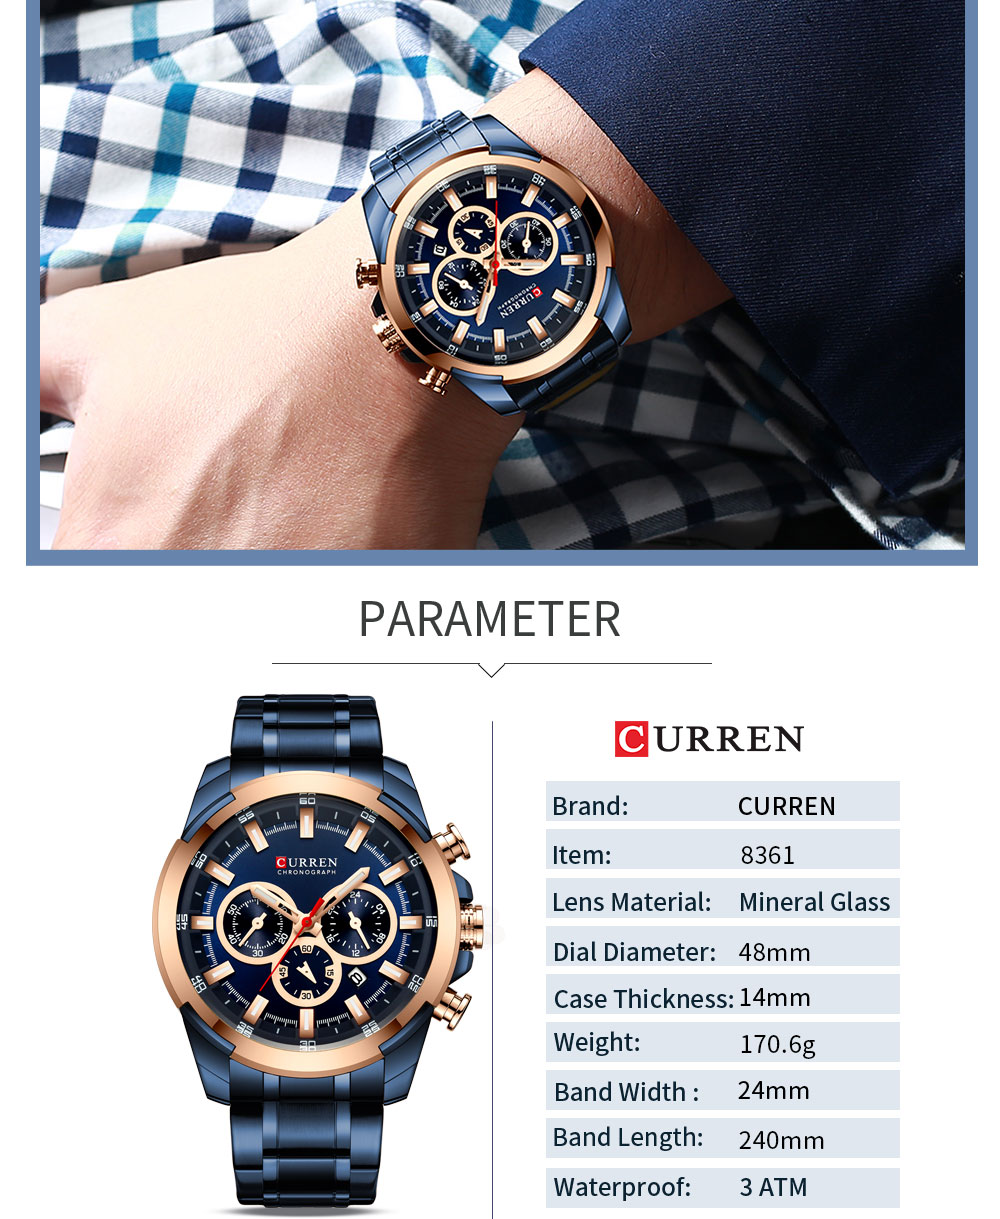 CURREN
CHRONOGRAPH
PARAMETER
CURREN
CHRONOGRAPH
60
CURREN
Brand: CURREN
Item: 8361
Lens Material: Mineral Glass
Dial Diameter: 48mm
Case Thickness: 14mm
Weight: 170.6g
Band Width : 24mm
Band Length: 240mm
Waterproof: 3 ATM